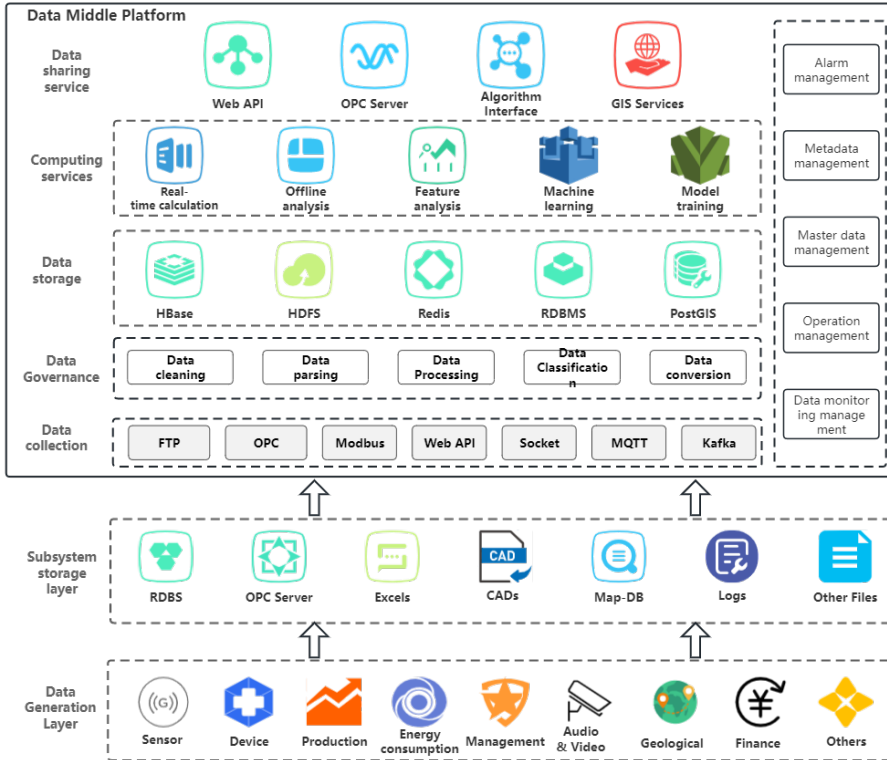 Data Middle Platform
Data
sharing
service
Web API
OPC Server
Algorithm
Interface
GIS Services
Computing
services
Real-
time calculation
Offline
analysis
Feature
analysis
Machine
learning
Model
training
Data
storage
HBase
HDFS
Redis
RDBMS
PostGIS
Data
Governance
Data
cleaning
Data
parsing
Data
Processing
Data
Classificatio
n
Data
conversion
Data
collection
FTP
OPC
Modbus
Web API
Socket
MQTT
Kafka
Alarm
management
Metadata
management
Master data
management
Operation
management
Data monitor
ing manage
ment
Subsystem
storage
layer
RDBS
OPC Server
Excels
CAD
CADs
Map-DB
Logs
Other Files
Data
Generation
Layer
(G)
Sensor
Device
Production
Energy
consumption
Management
Audio
& Video
Geological
¥
Finance
Others